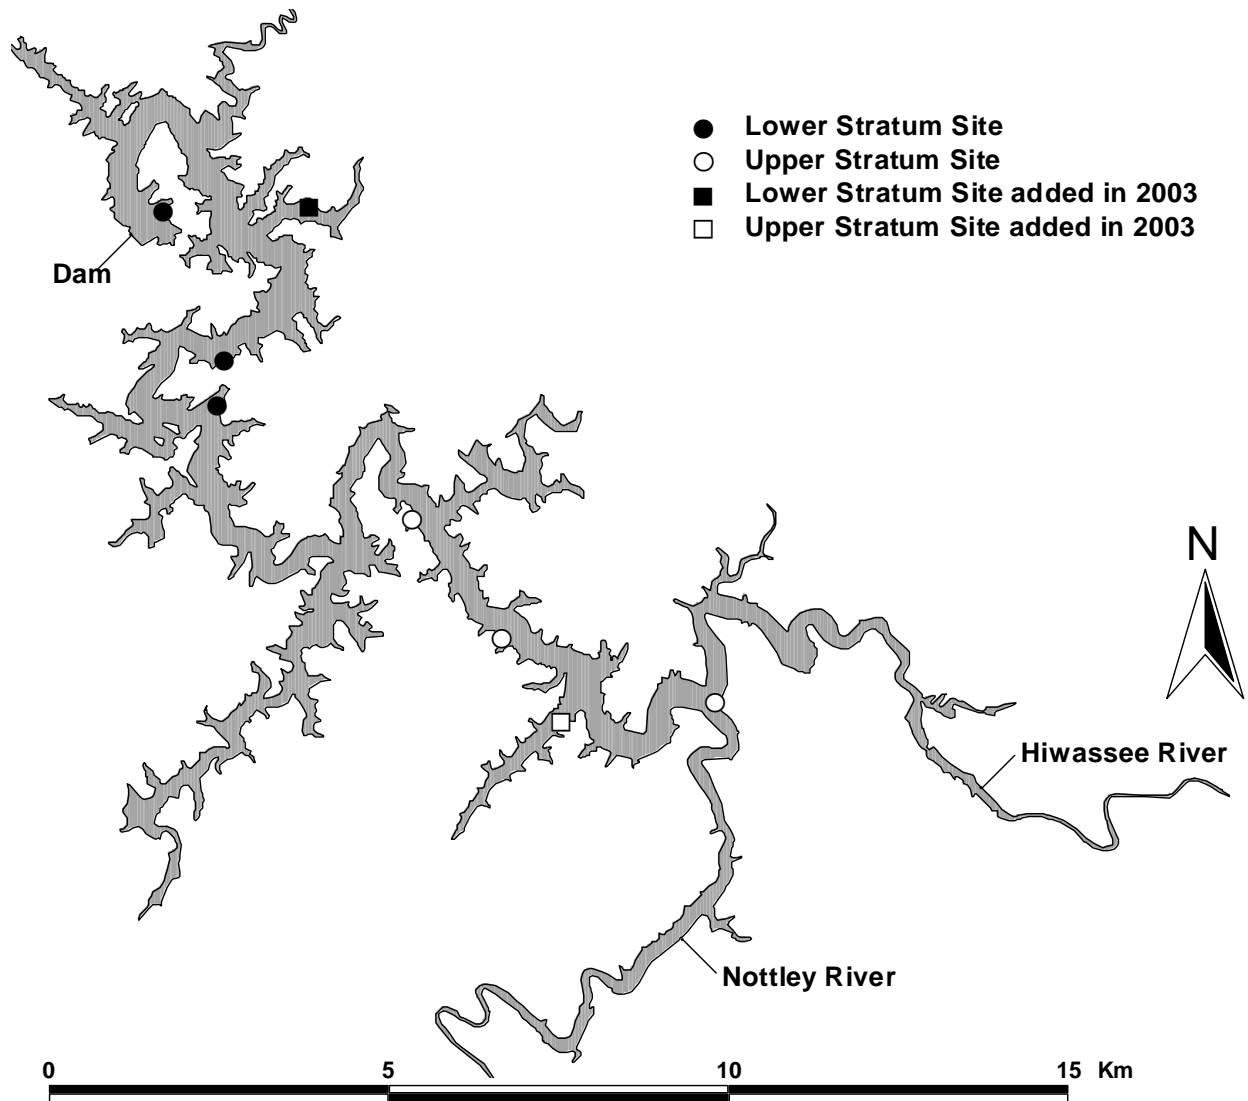 Lower Stratum Site
Upper Stratum Site
Lower Stratum Site added in 2003
Upper Stratum Site added in 2003
Dam
N
Hiwassee River
Nottley River
0 5 10 15 Km